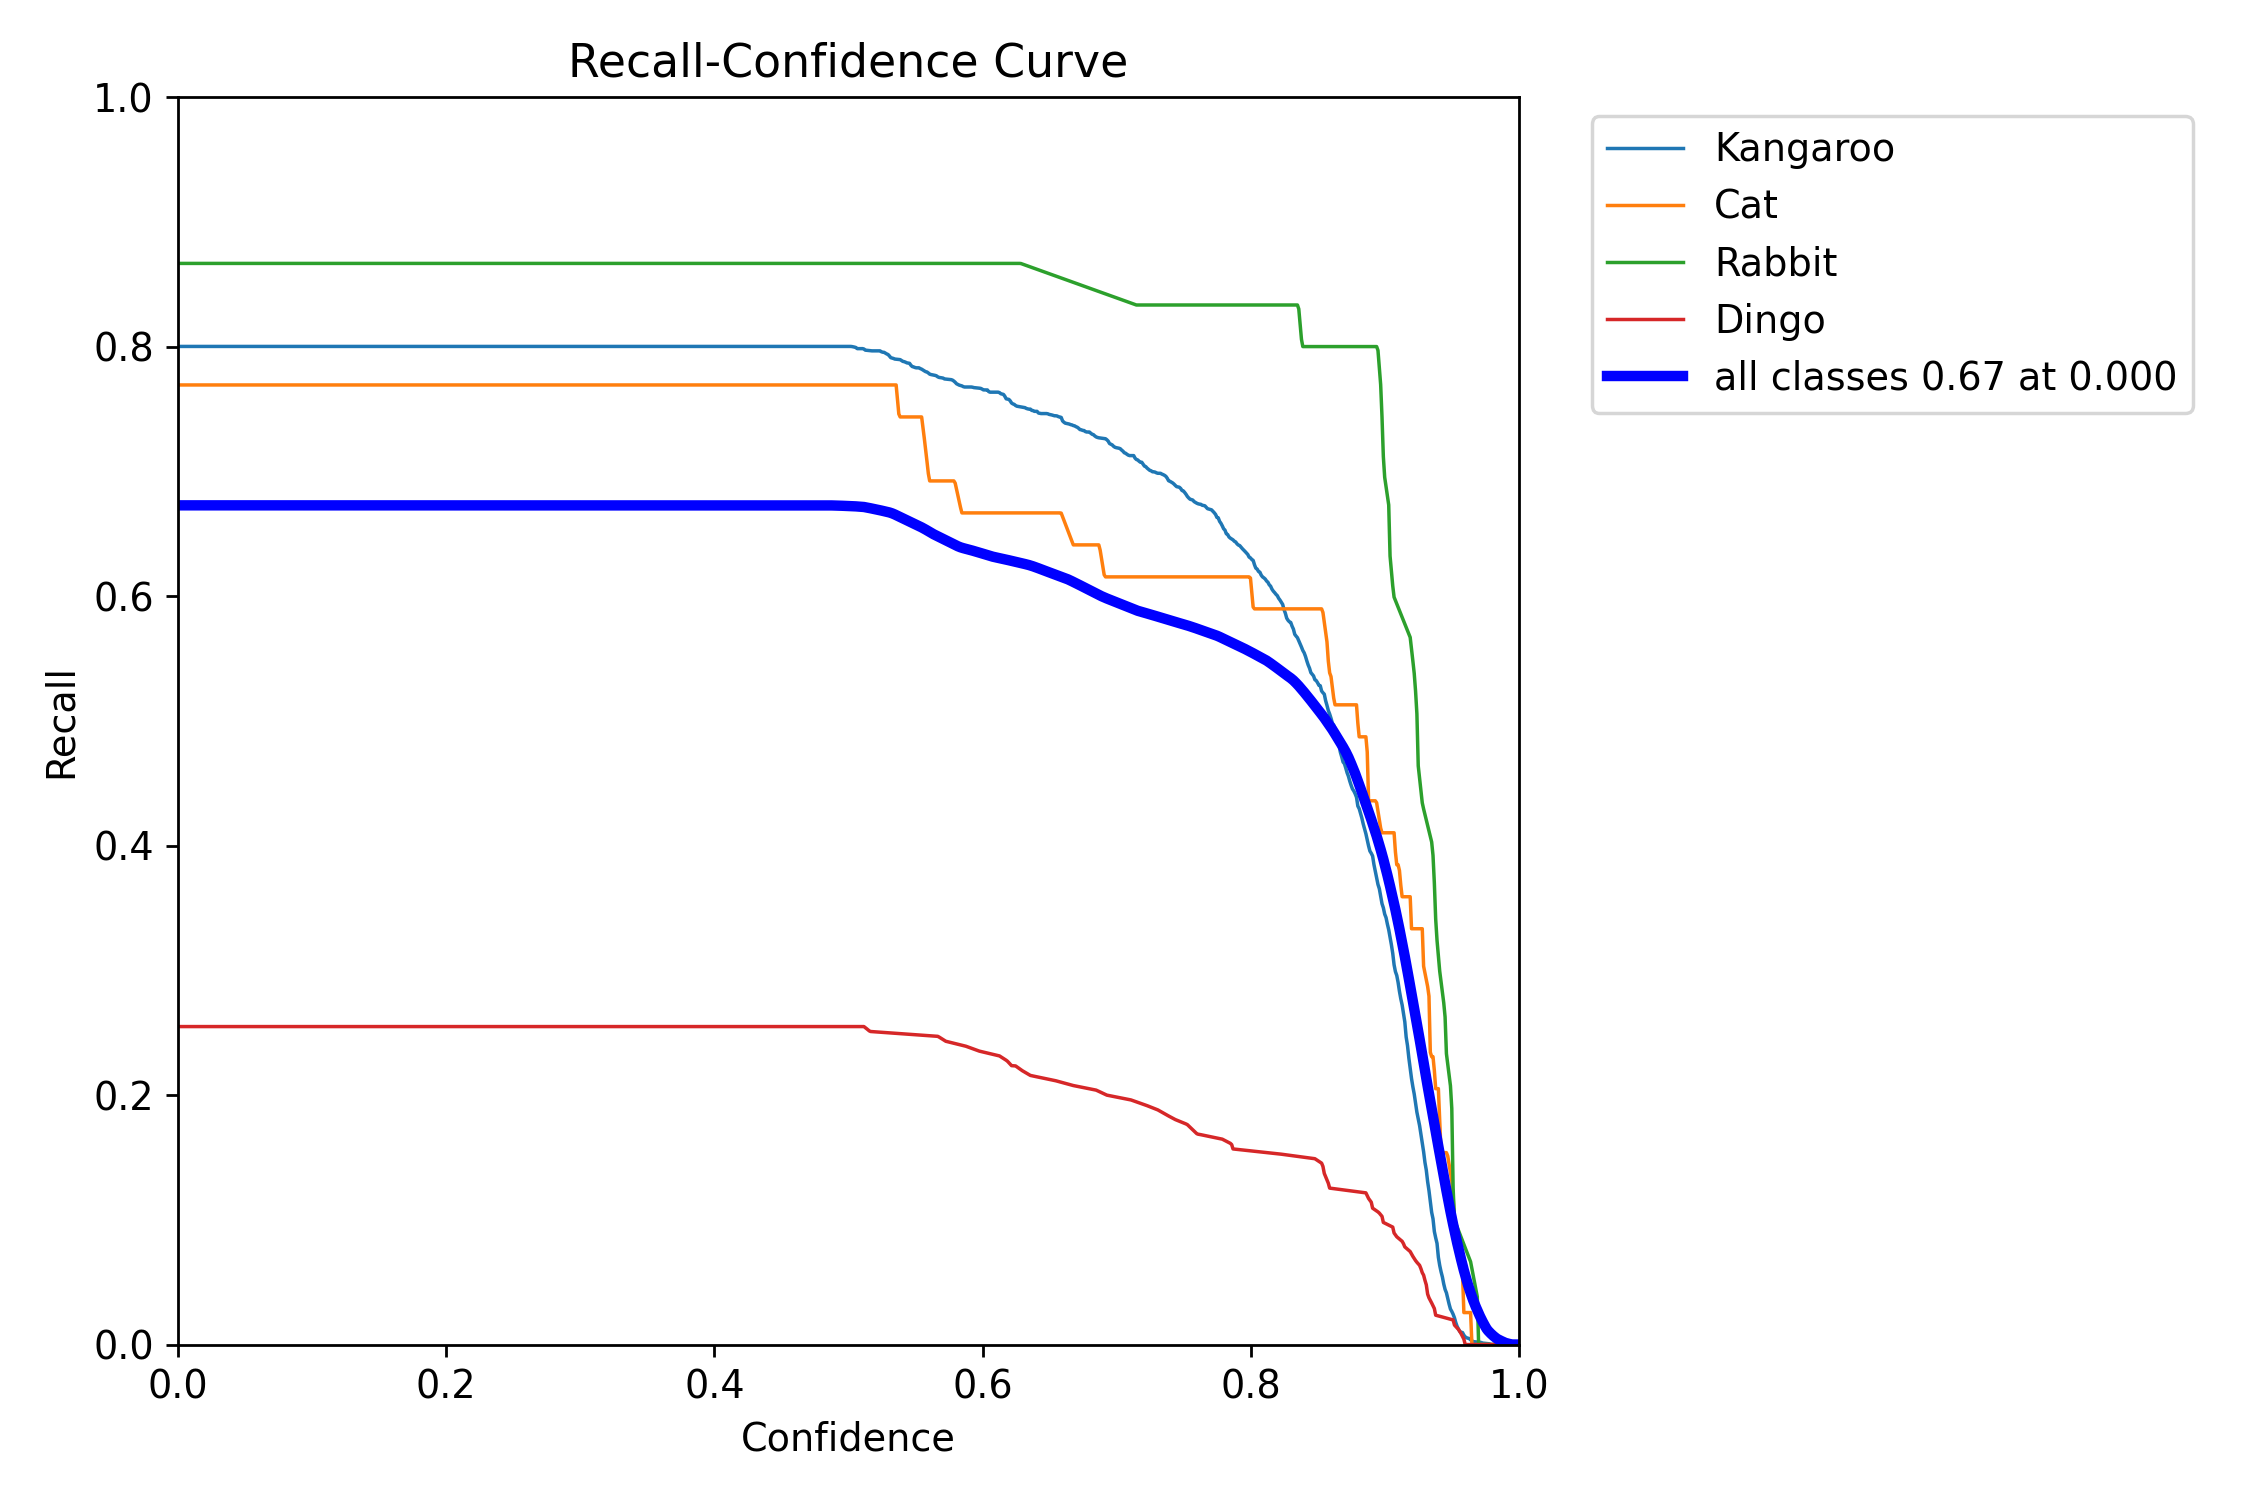 Recall-Confidence Curve
1.0
0.8
0.6
0.4
0.2
0.0
Recall
0.0 0.2 0.4 0.6 0.8 1.0
Confidence
Kangaroo
Cat
Rabbit
Dingo
all classes 0.67 at 0.000